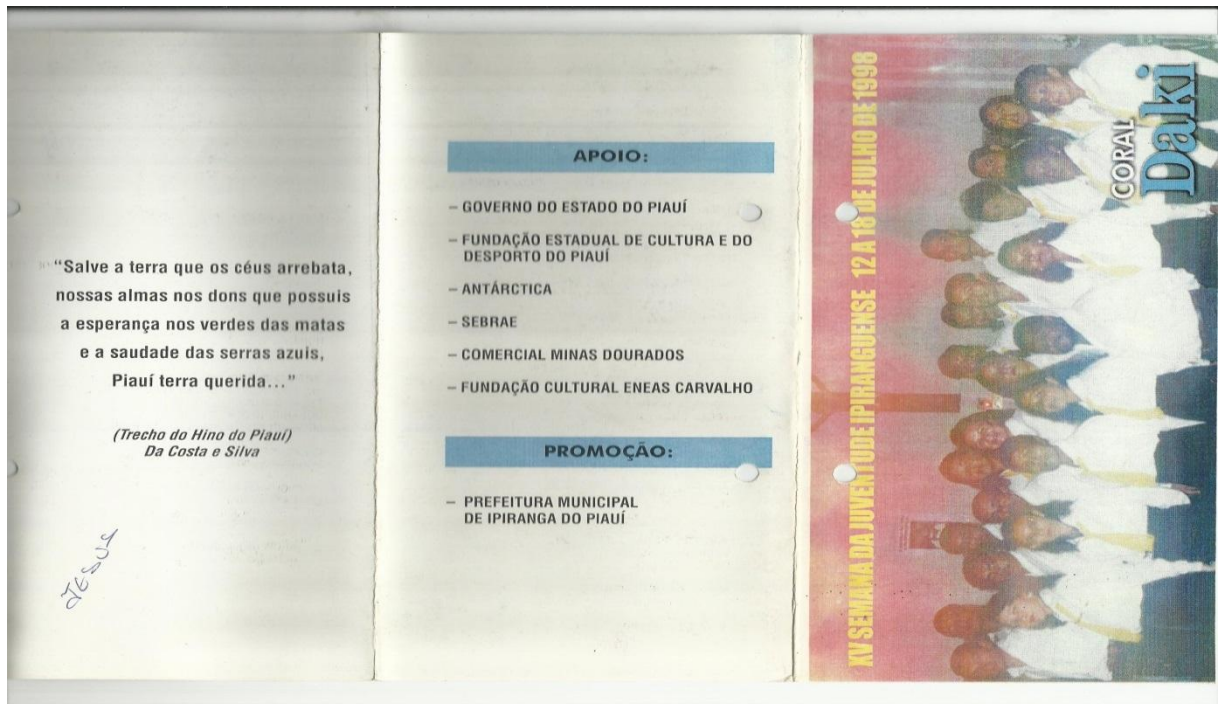 "Salve a terra que os céus arrebata,
nossas almas nos dons que possuis
a esperança nos verdes das matas
e a saudade das serras azuis,
Piauí terra querida..."
(Trecho do Hino do Piauí)
Da Costa e Silva
JESUS
APOIO:
– GOVERNO DO ESTADO DO PIAUÍ
– FUNDAÇÃO ESTADUAL DE CULTURA E DO
DESPORTO DO PIAUÍ
– ANTÁRCTICA
– SEBRAE
– COMERCIAL MINAS DOURADOS
– FUNDAÇÃO CULTURAL ENEAS CARVALHO
PROMOÇÃO:
– PREFEITURA MUNICIPAL
DE IPIRANGA DO PIAUÍ
XV SEMANA DA JUVENTUDE IPIRANGUENSE 12 A 18 DE JULHO DE 1998
CORAL
Daki